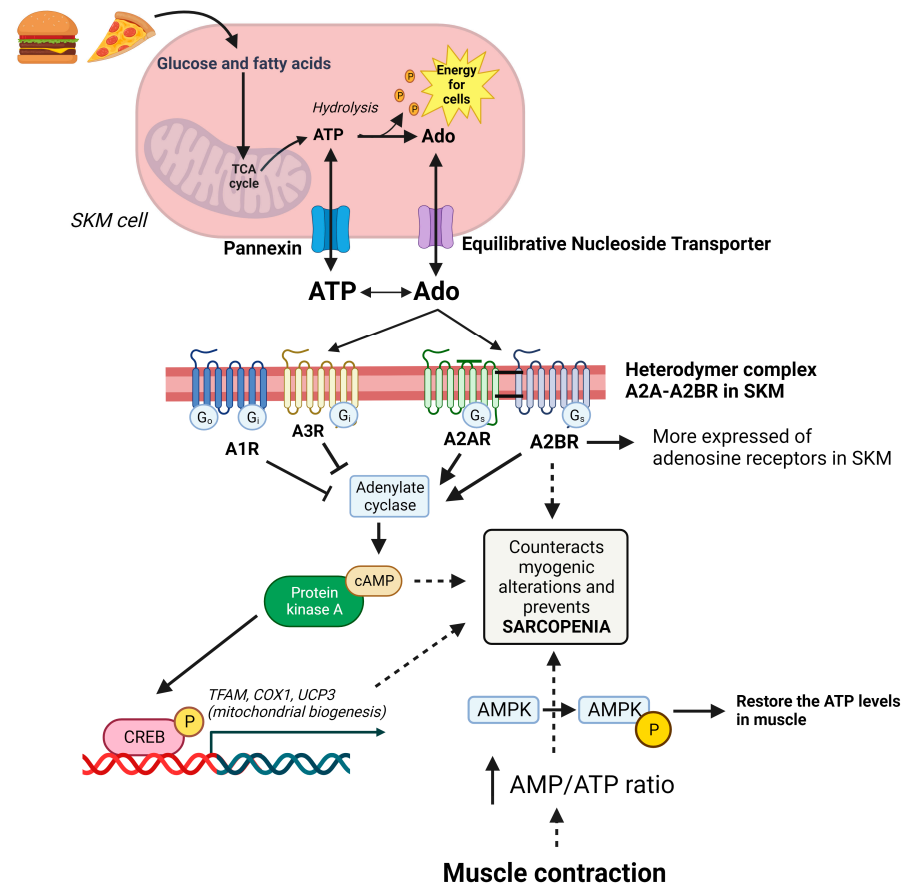 Glucose and fatty acids
Energy
for
cells
P
P
P
Hydrolysis
ATP
Ado
TCA
cycle
SKM cell
Pannexin
Equilibrative Nucleoside Transporter
ATP
Ado
Heterodymer complex
A2A-A2BR in SKM
Go
Gi
Gi
Gs
Gs
A1R
A3R
A2AR
A2BR
More expressed of
adenosine receptors in SKM
Adenylate
cyclase
Counteracts
myogenic
alterations and
prevents
SARCOPENIA
cAMP
Protein
kinase A
TFAM, COX1, UCP3
(mitochondrial biogenesis)
P
CREB
AMPK
AMPK
P
Restore the ATP levels
in muscle
AMP/ATP ratio
Muscle contraction